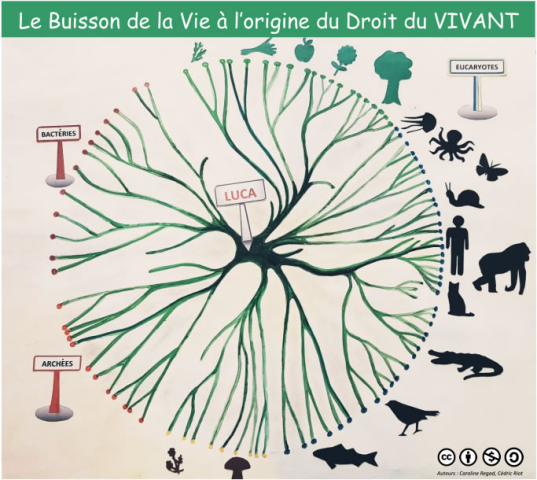 Le Buisson de la Vie à l'origine du Droit du VIVANT
EUCARYOTES
BACTÉRIES
LUCA
ARCHÉES
cc
Auteurs : Caroline Regad, Cédric Riot